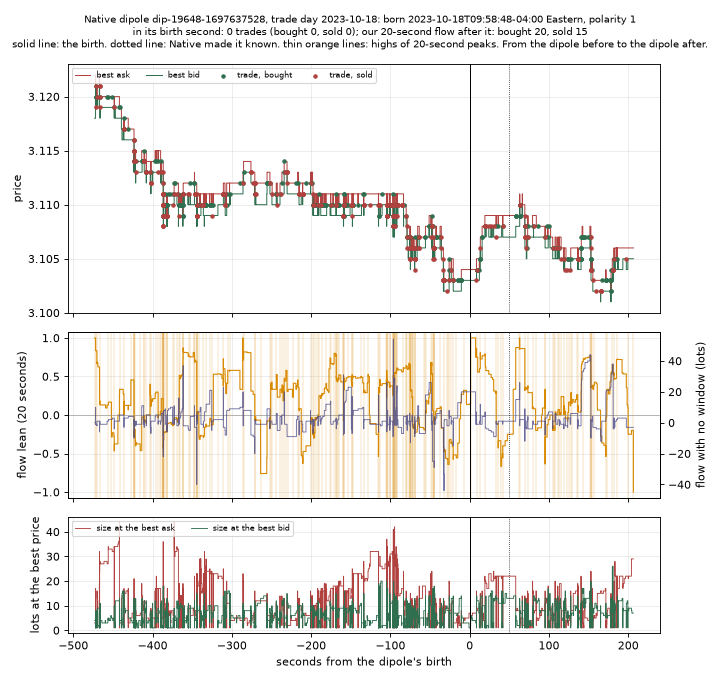 Native dipole dip-19648-1697637528, trade day 2023-10-18: born 2023-10-18T09:58:48-04:00 Eastern, polarity 1
in its birth second: 0 trades (bought 0, sold 0); our 20-second flow after it: bought 20, sold 15
solid line: the birth. dotted line: Native made it known. thin orange lines: highs of 20-second peaks. From the dipole before to the dipole after.
best ask
best bid
trade, bought
trade, sold
price
3.120
3.115
3.110
3.105
3.100
flow lean (20 seconds)
1.0
0.5
0.0
−0.5
−1.0
flow with no window (lots)
40
20
0
−20
−40
size at the best ask
size at the best bid
lots at the best price
40
30
20
10
0
−500
−400
−300
−200
−100
0
100
200
seconds from the dipole's birth